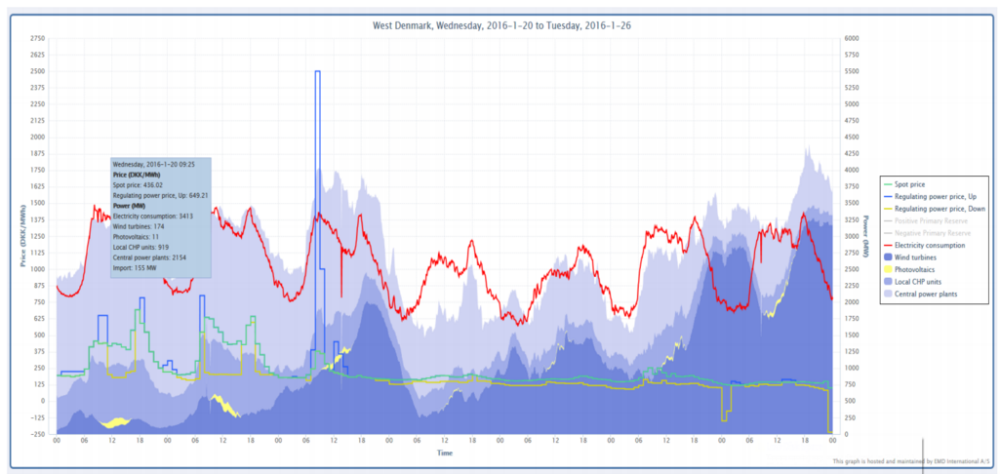 West Denmark, Wednesday, 2016-1-20 to Tuesday, 2016-1-26
2750
2625
2500
2375
2250
2125
2000
1875
1750
1625
1500
1375
1250
1125
1000
875
750
625
500
375
250
125
0
-125
-250
Price (DKK/MWh)
Wednesday, 2016-1-20 09:25
Price (DKK/MWh)
Spot price: 436.02
Regulating power price, Up: 649.21
Power (MW)
Electricity consumption: 3413
Wind turbines: 174
Photovoltaics: 11
Local CHP units: 919
Central power plants: 2154
Import: 155 MW
6000
5750
5500
5250
5000
4750
4500
4250
4000
3750
3500
3250
3000
2750
2500
2250
2000
1750
1500
1250
1000
750
500
250
0
Power (MW)
00 06 12 18 00 06 12 18 00 06 12 18 00 06 12 18 00 06 12 18 00 06 12 18 00 06 12 18 00
Time
Spot price
Regulating power price, Up
Regulating power price, Down
Positive Primary Reserve
Negative Primary Reserve
Electricity consumption
Wind turbines
Photovoltaics
Local CHP units
Central power plants
This graph is hosted and maintained by EMD International A/S